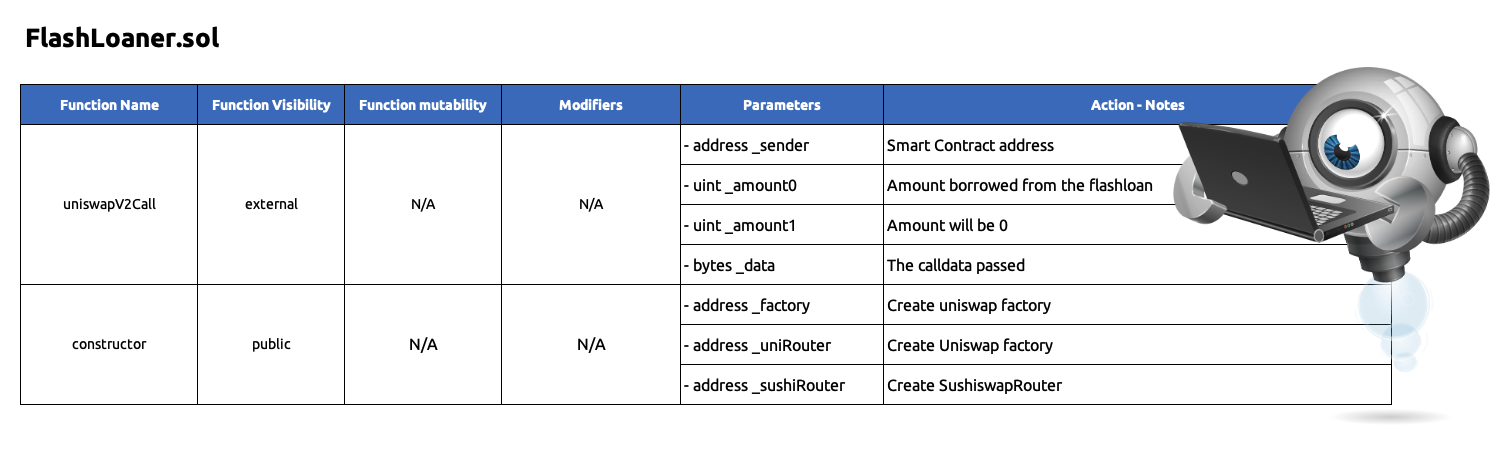 FlashLoaner.sol
Function Name Function Visibility Function mutability Modifiers Parameters Action - Notes
uniswapV2Call external N/A N/A
- address _sender Smart Contract address
- uint _amount0 Amount borrowed from the flashloan
- uint _amount1 Amount will be 0
- bytes _data The calldata passed
constructor public N/A N/A
- address _factory Create uniswap factory
- address _uniRouter Create Uniswap factory
- address _sushiRouter Create SushiswapRouter